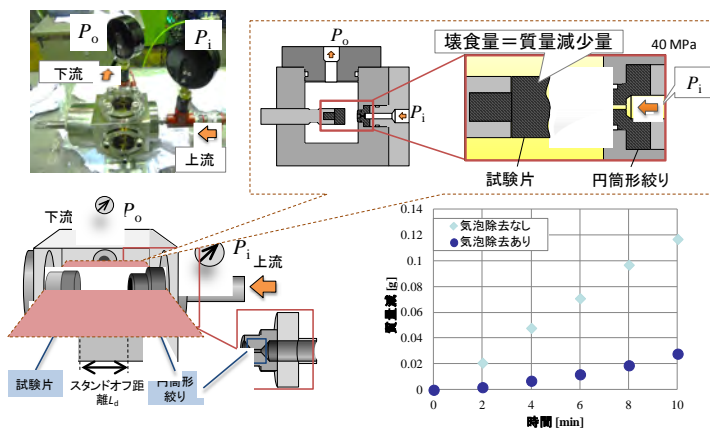 Po
Pi
下流
上流
Po
Pi
壊食量=質量減少量
40 MPa
Pi
試験片
円筒形絞り
下流
Po
Pi
上流
試験片
スタンドオフ距
離Ld
円筒形
絞り
0.14
0.12
0.1
0.08
0.06
0.04
0.02
0
質量減 [g]
気泡除去なし
気泡除去あり
0
2
4
6
8
10
時間 [min]